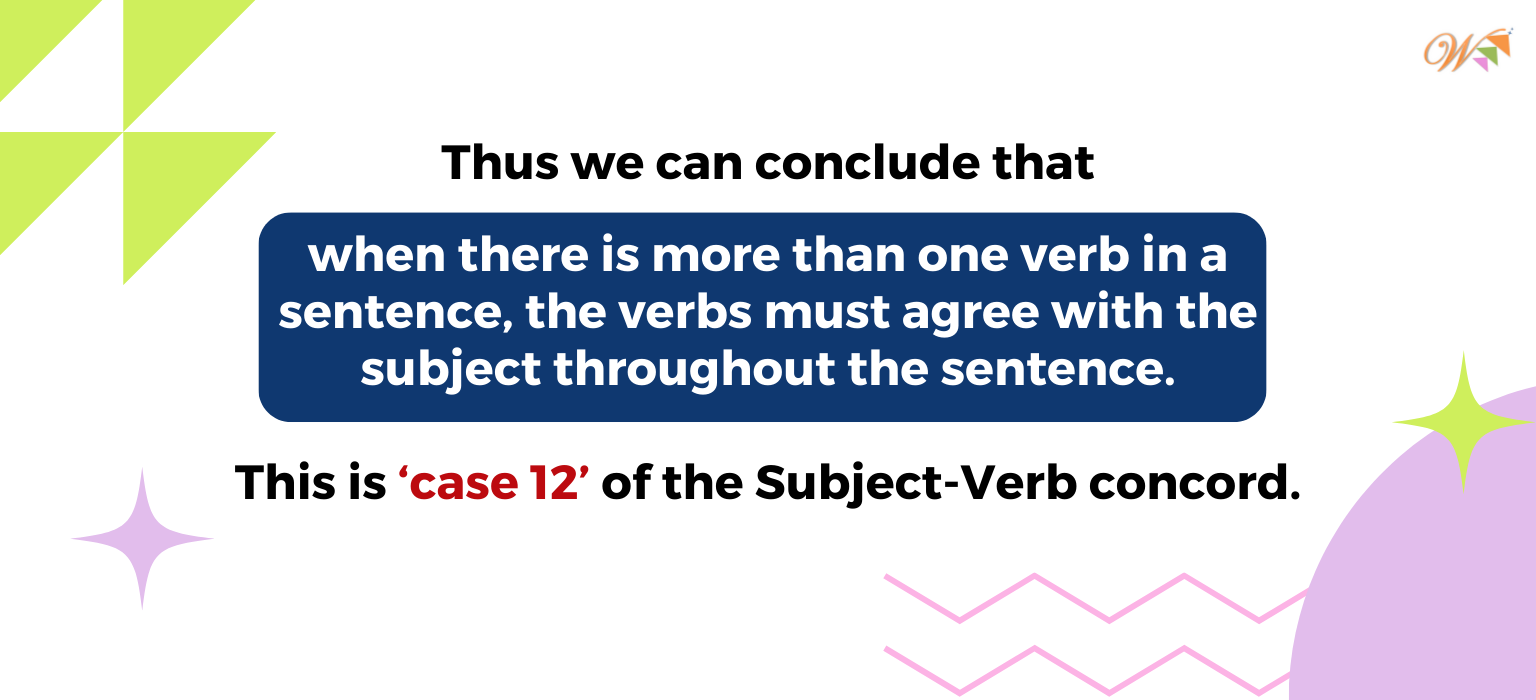 W
Thus we can conclude that
when there is more than one verb in a
sentence, the verbs must agree with the
subject throughout the sentence.
This is ‘case 12’ of the Subject-Verb concord.